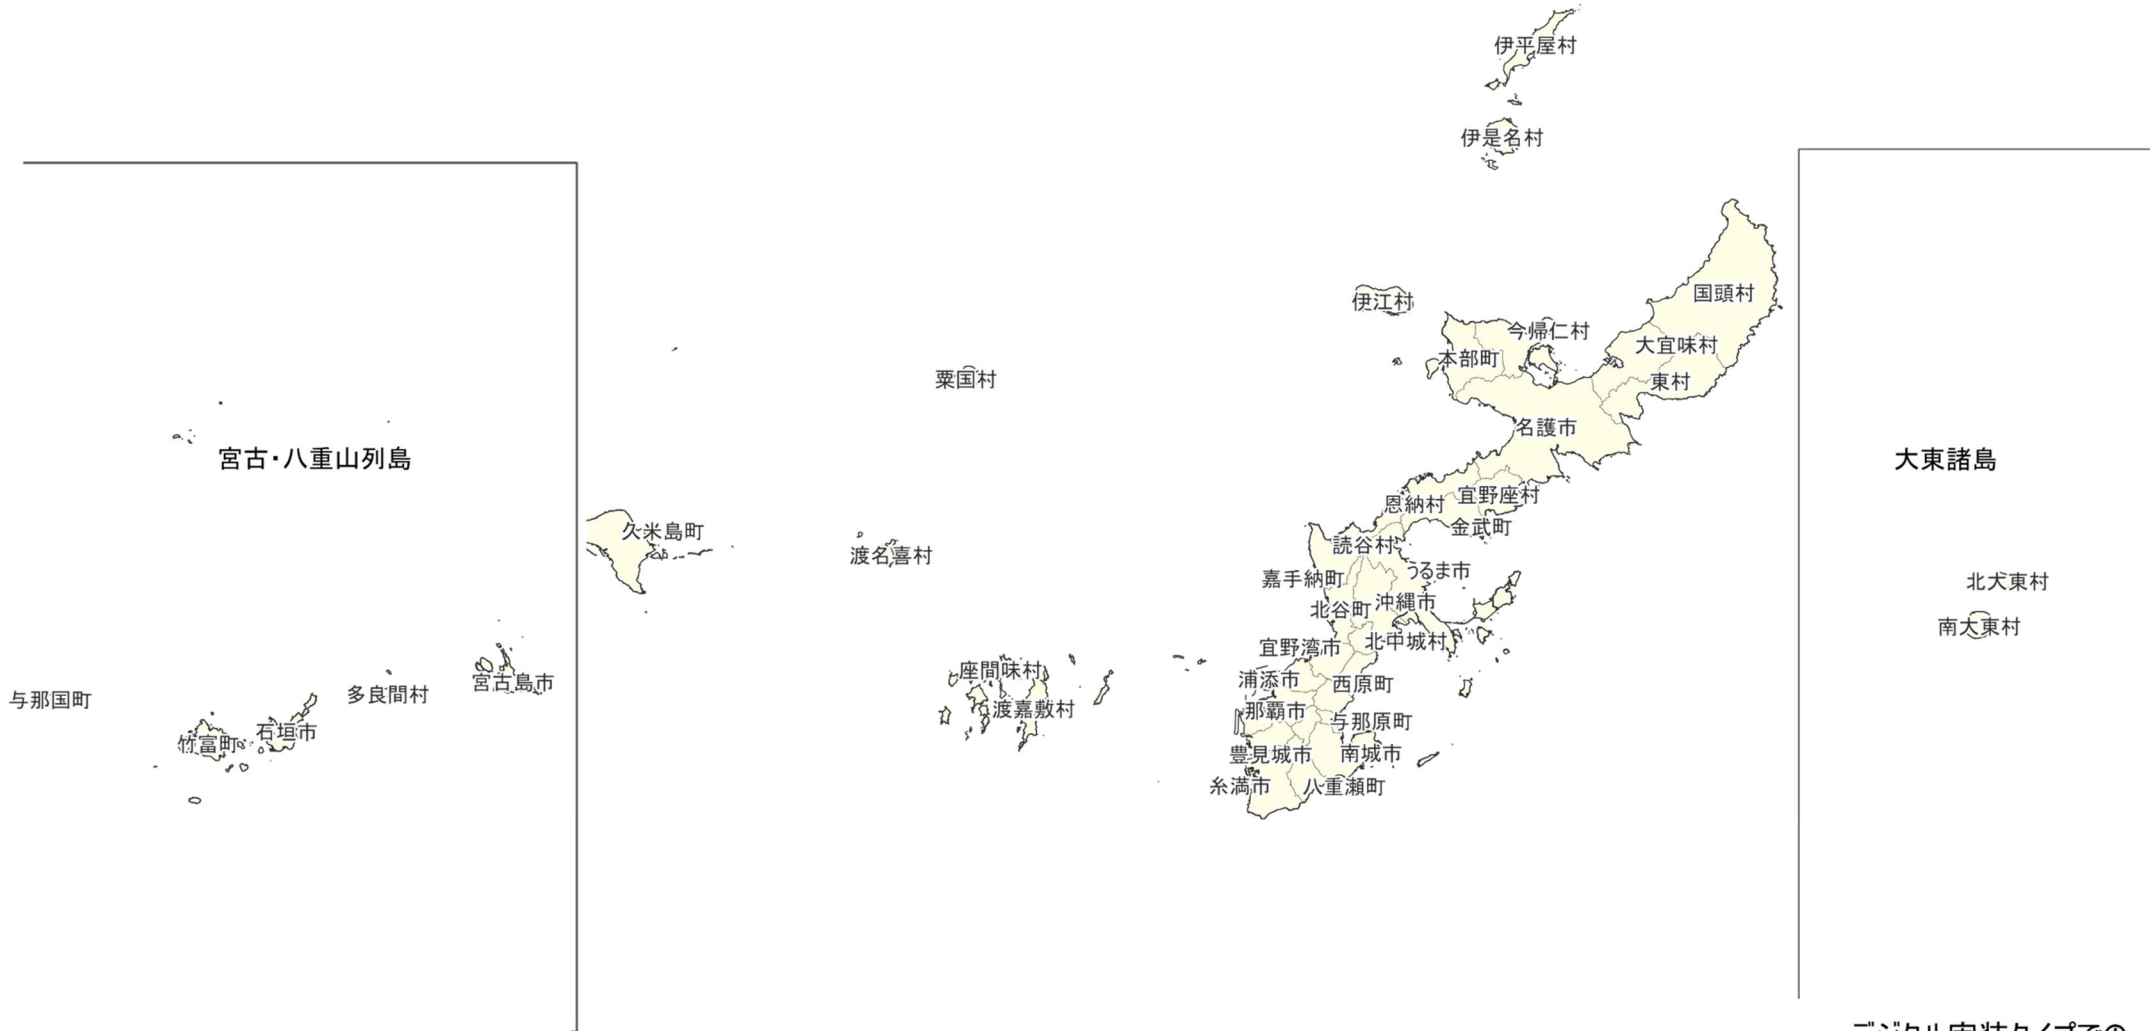 伊平屋村
伊是名村
国頭村
伊江村
今帰仁村
大宜味村
本部町
粟国村
東村
名護市
宮古・八重山列島
大東諸島
宜野座村
恩納村
金武町
久米島町
読谷村
渡名喜村
うるま市
嘉手納町
北大東村
沖縄市
北谷町
南大東村
北中城村
宜野湾市
座間味村
浦添市
宮古島市
西原町
多良間村
与那国町
渡嘉敷村
那覇市
与那原町
石垣市
竹富町
豊見城市
南城市
糸満市
八重瀬町